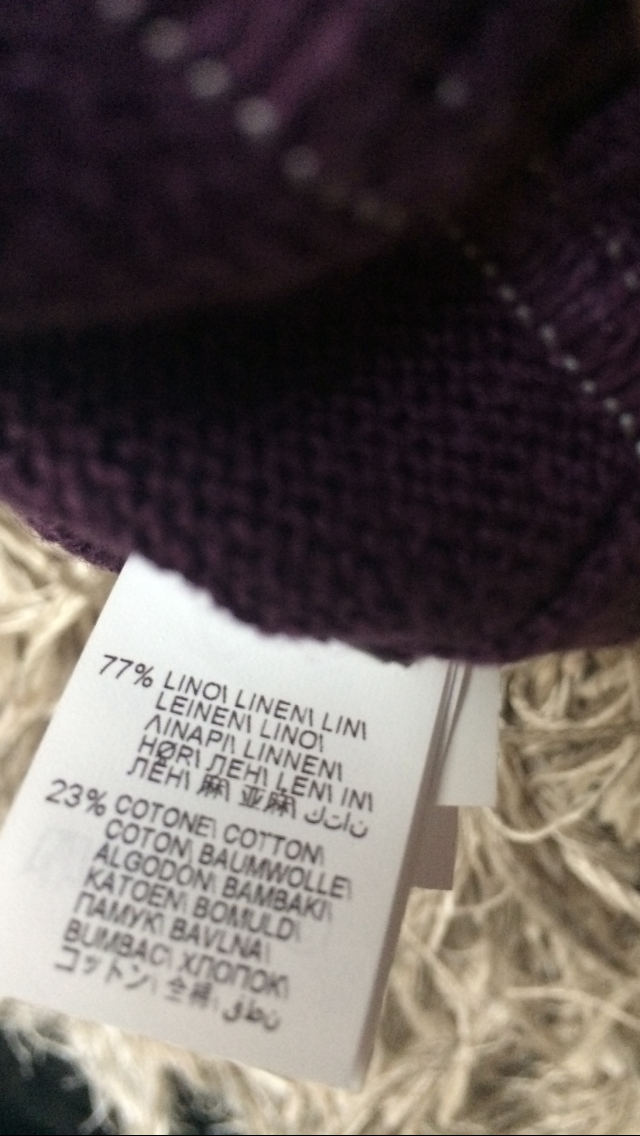 77% LINO\ LINEN\ LIN\
LEINEN\ LINO\
ΛΙΝΑΡΙ\ LINNEN\
HØR\ ЛЕН\ LEN\ IN\
ЛЕН\ 麻\ 亚麻\ كتان
23% COTONE\ COTTON\
COTON\ BAUMWOLLE\
ALGODÓN\ BAMBAKI\
KATOEN\ BOMULD\
ПАМУК\ BAVLNA\
BUMBAC\ ХЛОПОК\
コットン\ 全棉\ قطن